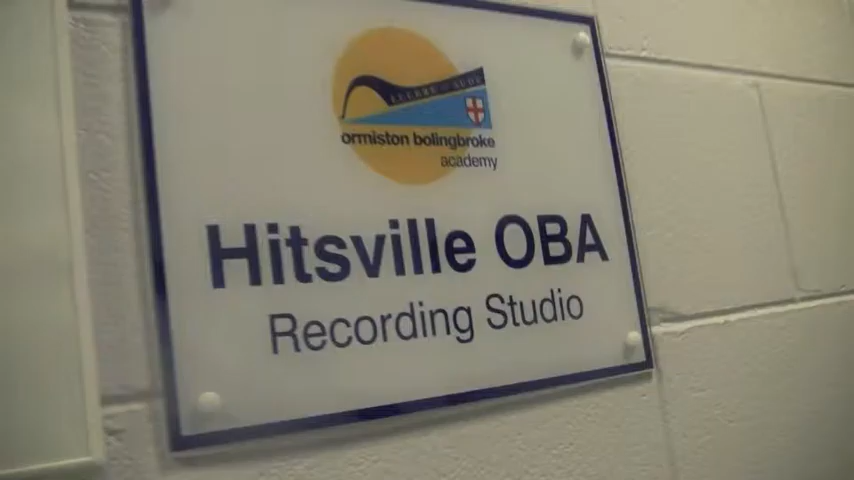 ormiston bolingbroke
academy
Hitsville OBA
Recording Studio